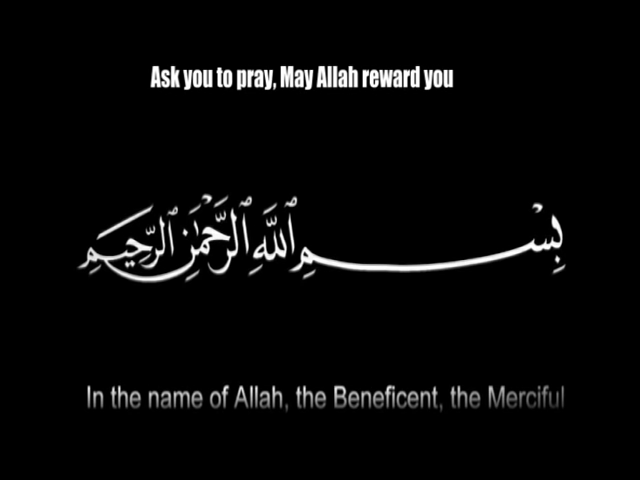 Ask you to pray, May Allah reward you
بِسْمِ اللَّهِ الرَّحْمَٰنِ الرَّحِيمِ
In the name of Allah, the Beneficent, the Merciful